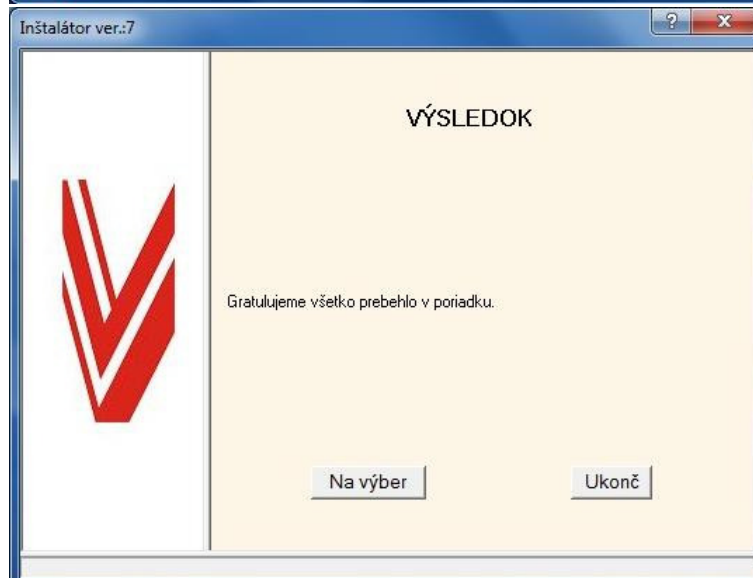 Inštalátor ver.:7
VÝSLEDOK
Gratulujeme všetko prebehlo v poriadku.
Na výber
Ukonč